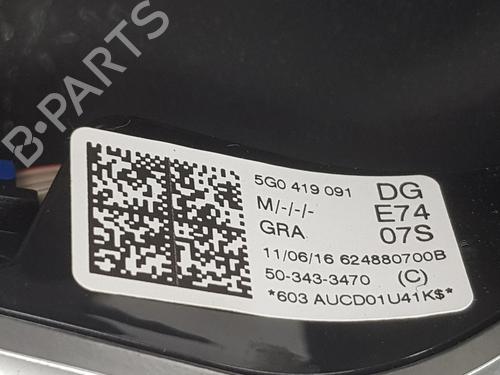 B-PARTS
5G0 419 091 DG
M/-/-/- E74
GRA 07S
11/06/16 624880700B
50-343-3470 (C)
*603 AUCD01U41K$*